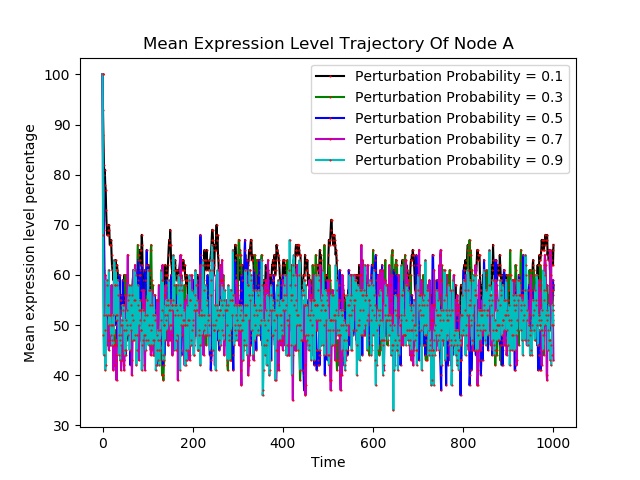 Mean Expression Level Trajectory Of Node A
Perturbation Probability = 0.1
Perturbation Probability = 0.3
Perturbation Probability = 0.5
Perturbation Probability = 0.7
Perturbation Probability = 0.9
Mean expression level percentage
100
90
80
70
60
50
40
30
0 200 400 600 800 1000
Time